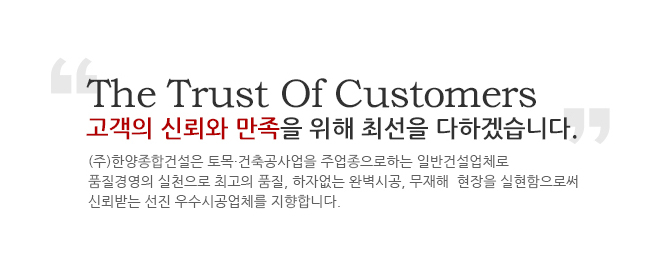 The Trust Of Customers
고객의 신뢰와 만족을 위해 최선을 다하겠습니다.
(주)한양종합건설은 토목·건축공사업을 주업종으로하는 일반건설업체로
품질경영의 실천으로 최고의 품질, 하자없는 완벽시공, 무재해 현장을 실현함으로써
신뢰받는 선진 우수시공업체를 지향합니다.